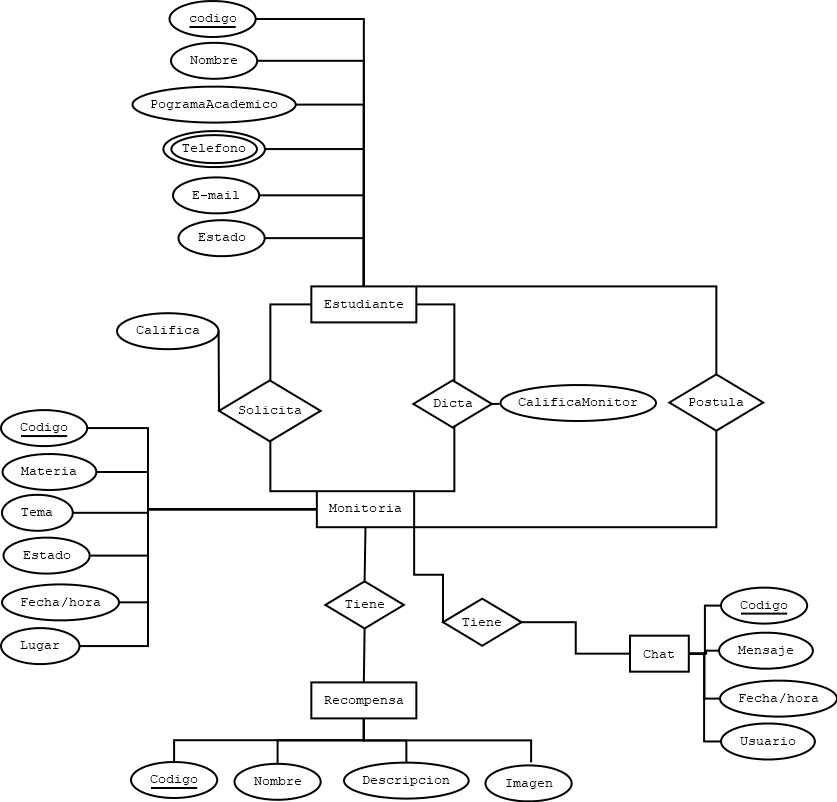 codigo
Nombre
PogramaAcademico
Telefono
E-mail
Estado
Estudiante
Califica
Solicita
Dicta
CalificaMonitor
Postula
Codigo
Materia
Tema
Estado
Fecha/hora
Lugar
Monitoria
Tiene
Tiene
Codigo
Mensaje
Chat
Fecha/hora
Usuario
Recompensa
Codigo
Nombre
Descripcion
Imagen